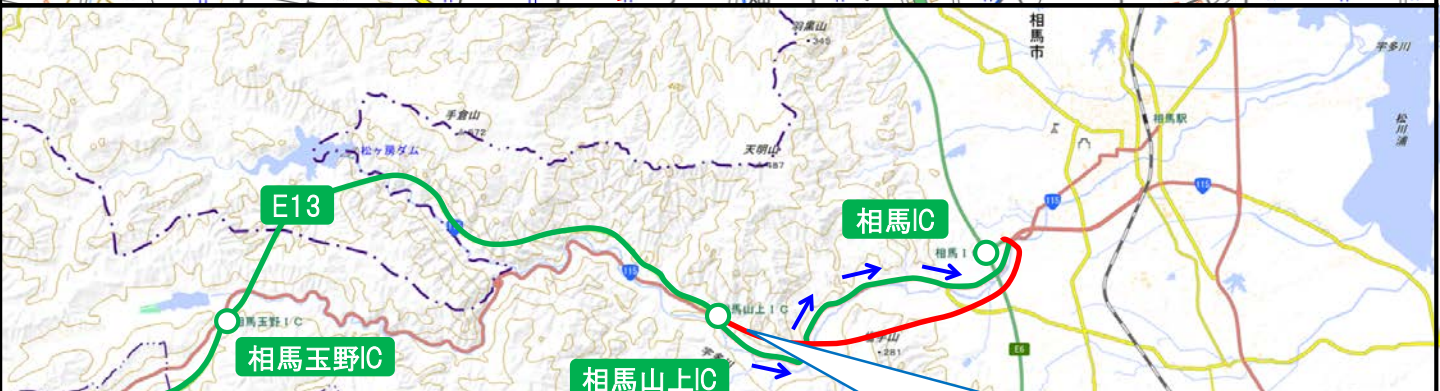 羽黒山
・345
相馬市
宇多川
松川浦
手倉山
572
松ヶ房ダム
天明山
487
相馬駅
115
115
E13
相馬IC
相馬I
115
馬山上IC
相馬玉野IC
相馬玉野IC
・281
E6
相馬山上IC